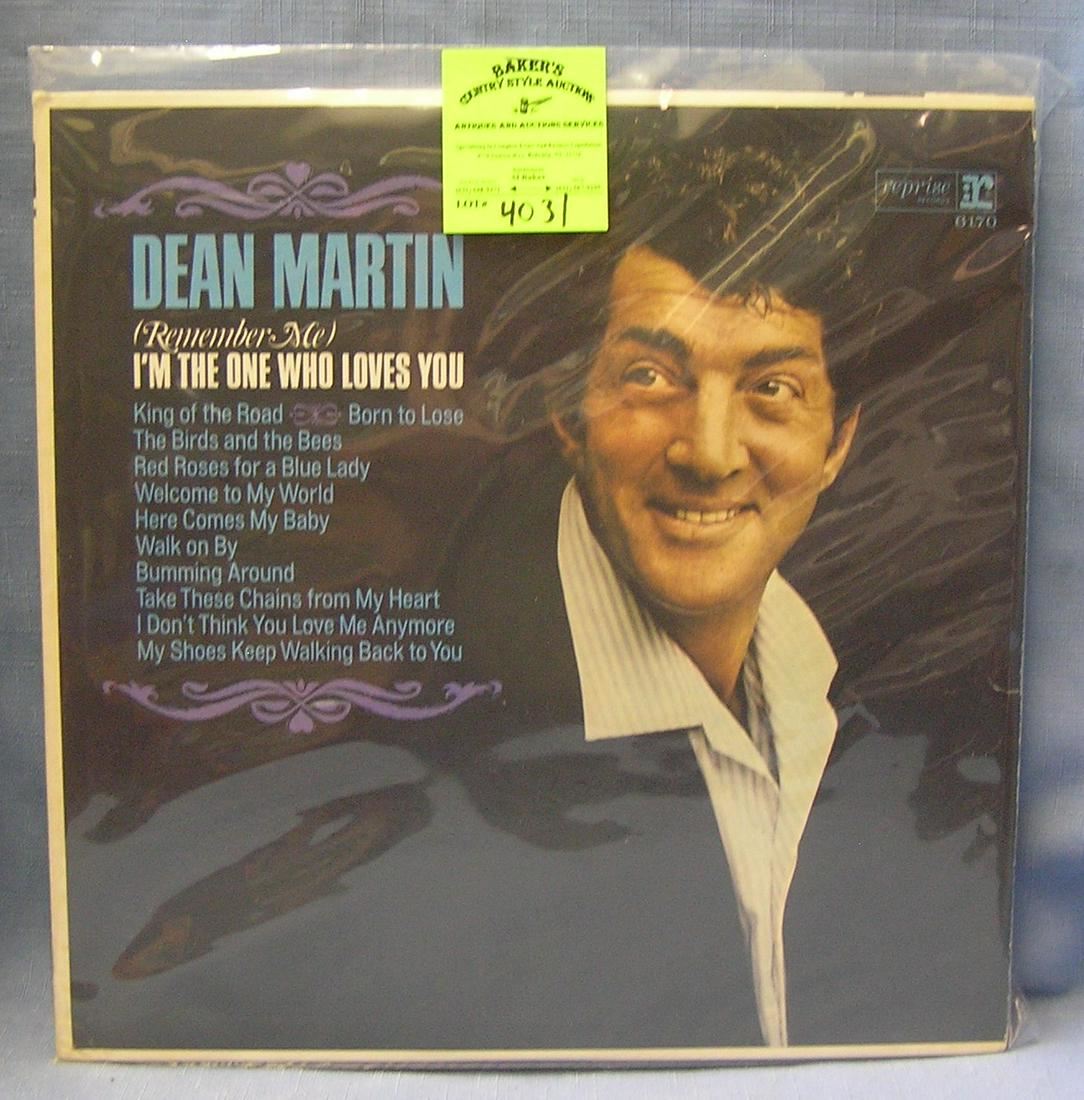 BAKER'S
COUNTRY STYLE AUCTION
ANTIQUES AND AUCTIONS SERVICES
LOT# 4031
reprise
RECORDS
6170
DEAN MARTIN
(Remember Me)
I'M THE ONE WHO LOVES YOU
King of the Road Born to Lose
The Birds and the Bees
Red Roses for a Blue Lady
Welcome to My World
Here Comes My Baby
Walk on By
Bumming Around
Take These Chains from My Heart
I Don't Think You Love Me Anymore
My Shoes Keep Walking Back to You